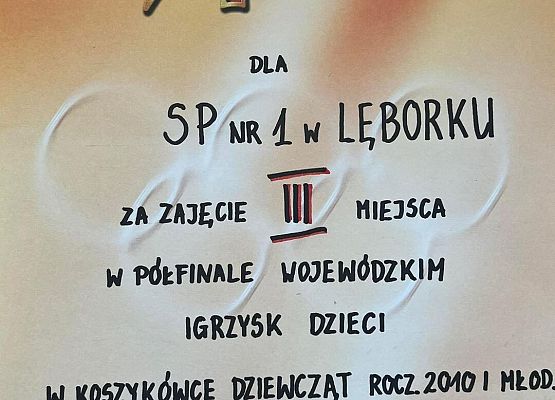 DLA
SP NR 1 W LĘBORKU
ZA ZAJĘCIE III MIEJSCA
W PÓŁFINALE WOJEWÓDZKIM
IGRZYSK DZIECI
W KOSZYKÓWCE DZIEWCZĄT ROCZ. 2010 I MŁOD.